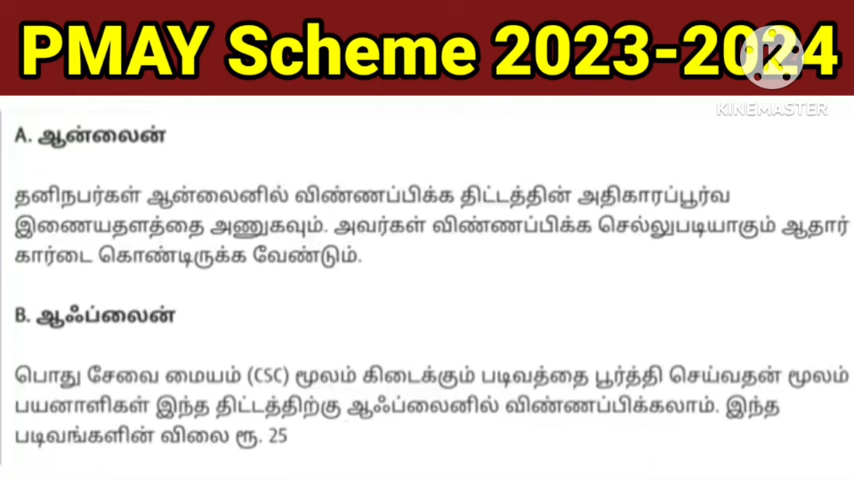 PMAY Scheme 2023-2024
KINEMASTER
A. ஆன்லைன்
தனிநபர்கள் ஆன்லைனில் விண்ணப்பிக்க திட்டத்தின் அதிகாரப்பூர்வ
இணையதளத்தை அணுகவும். அவர்கள் விண்ணப்பிக்க செல்லுபடியாகும் ஆதார்
கார்டை கொண்டிருக்க வேண்டும்.
B. ஆஃப்லைன்
பொது சேவை மையம் (CSC) மூலம் கிடைக்கும் படிவத்தை பூர்த்தி செய்வதன் மூலம்
பயனாளிகள் இந்த திட்டத்திற்கு ஆஃப்லைனில் விண்ணப்பிக்கலாம். இந்த
படிவங்களின் விலை ரூ. 25